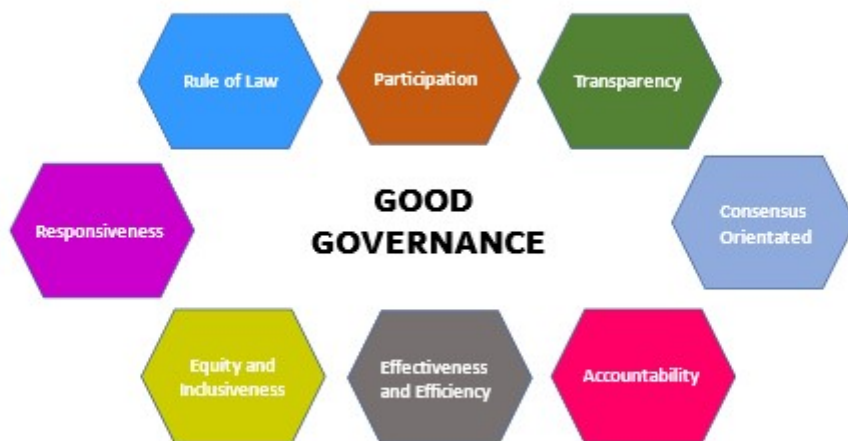 Rule of Law
Participation
Transparency
Responsiveness
GOOD
GOVERNANCE
Consensus
Orientated
Equity and
Inclusiveness
Effectiveness
and Efficiency
Accountability